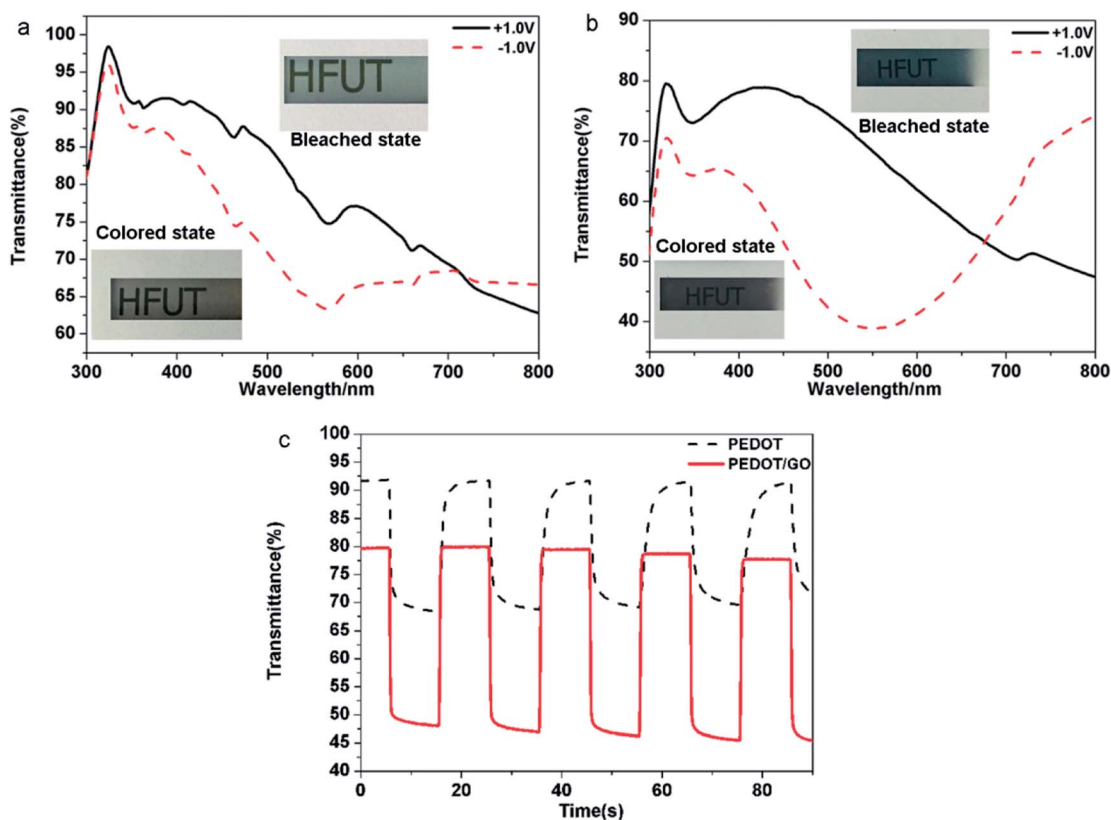 a
100
95
90
85
80
75
70
65
60
Transmittance(%)
300 400 500 600 700 800
Wavelength/nm
+1.0V
-1.0V
HFUT
Bleached state
Colored state
HFUT
b
90
80
70
60
50
40
30
Transmittance(%)
300 400 500 600 700 800
Wavelength/nm
+1.0V
-1.0V
HFUT
Bleached state
Colored state
HFUT
c
100
95
90
85
80
75
70
65
60
55
50
45
40
Transmittance(%)
0 20 40 60 80
Time(s)
PEDOT
PEDOT/GO